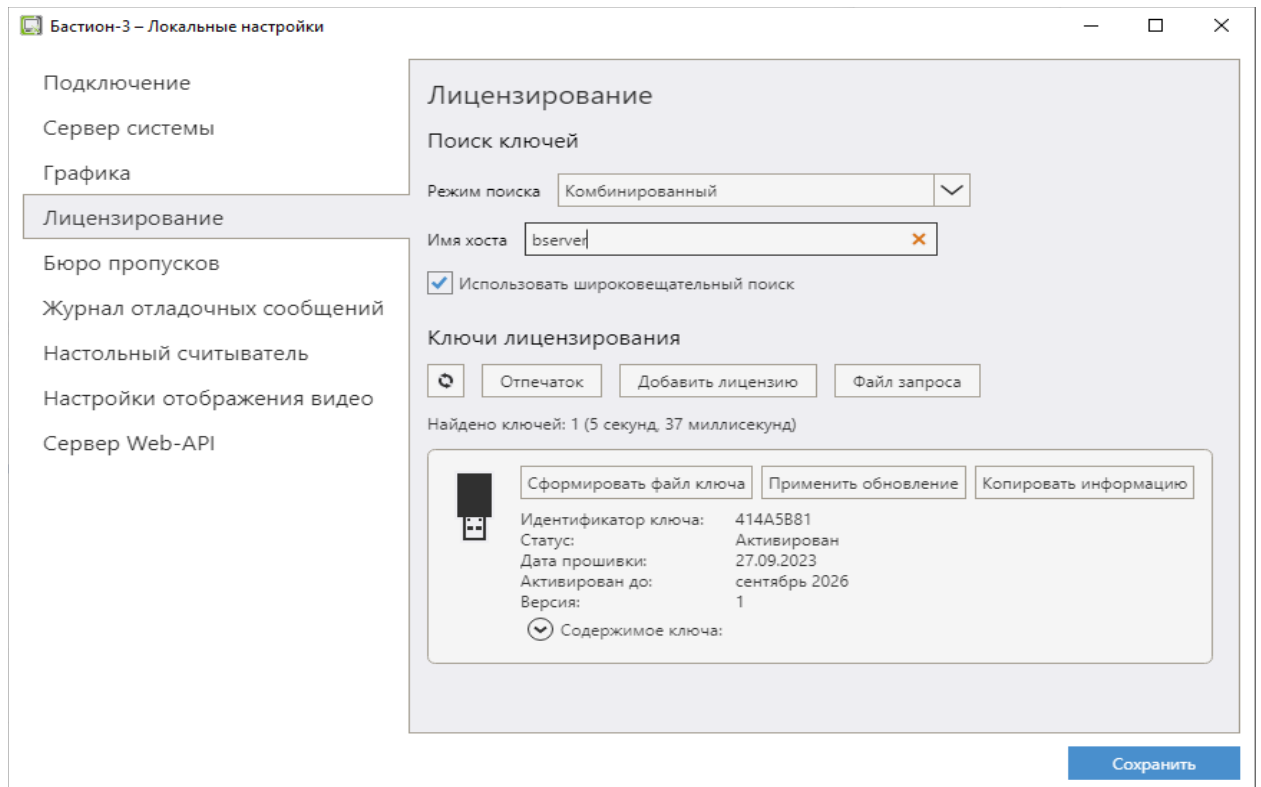 Бастион-3 – Локальные настройки
Подключение
Сервер системы
Графика
Лицензирование
Бюро пропусков
Журнал отладочных сообщений
Настольный считыватель
Настройки отображения видео
Сервер Web-API
Лицензирование
Поиск ключей
Режим поиска Комбинированный
Имя хоста bserver
Использовать широковещательный поиск
Ключи лицензирования
Отпечаток Добавить лицензию Файл запроса
Найдено ключей: 1 (5 секунд, 37 миллисекунд)
Сформировать файл ключа Применить обновление Копировать информацию
Идентификатор ключа: 414A5B81
Статус: Активирован
Дата прошивки: 27.09.2023
Активирован до: сентябрь 2026
Версия: 1
Содержимое ключа:
Сохранить